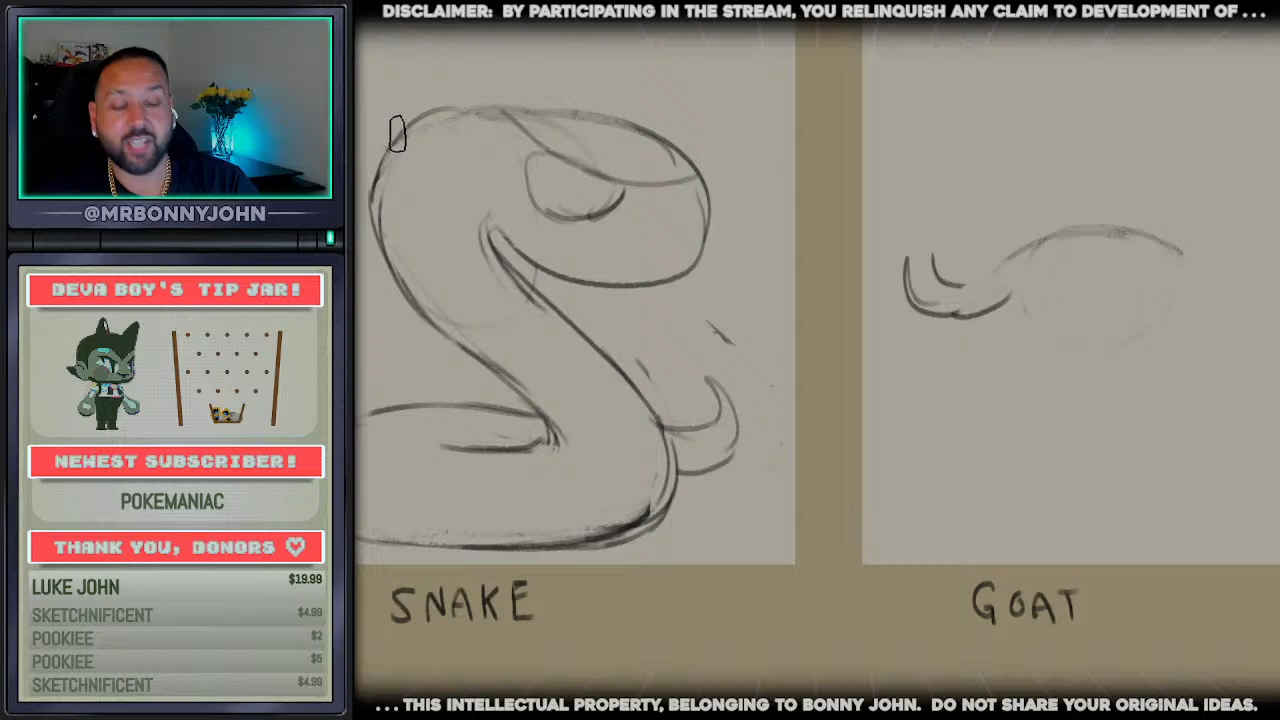 DISCLAIMER: BY PARTICIPATING IN THE STREAM, YOU RELINQUISH ANY CLAIM TO DEVELOPMENT OF . . .
@MRBONNYJOHN
DEVA BOY'S TIP JAR!
NEWEST SUBSCRIBER!
POKEMANIAC
THANK YOU, DONORS
LUKE JOHN $19.99
SKETCHNIFICENT $4.99
POOKIEE $2
POOKIEE $5
SKETCHNIFICENT $4.99
SNAKE
GOAT
. . . THIS INTELLECTUAL PROPERTY, BELONGING TO BONNY JOHN. DO NOT SHARE YOUR ORIGINAL IDEAS.